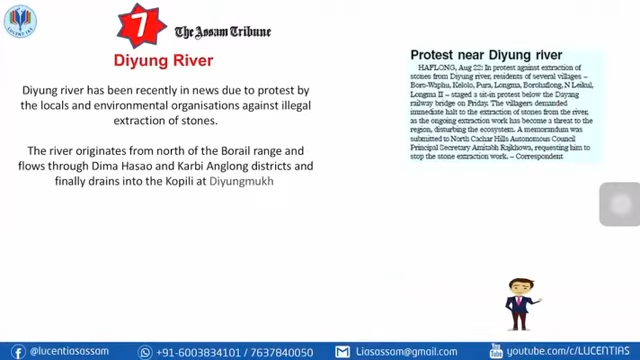 LUCENT IAS
7
The Assam Tribune
Diyung River
Diyung river has been recently in news due to protest by
the locals and environmental organisations against illegal
extraction of stones.
The river originates from north of the Borail range and
flows through Dima Hasao and Karbi Anglong districts and
finally drains into the Kopili at Diyungmukh
Protest near Diyung river
HAFLONG, Aug 22: In protest against extraction of
stones from Diyung river, residents of several villages –
Boro-Waphu, Kelolo, Pura, Longma, Borohaflong, N Leikul,
Longma II – staged a sit-in protest below the Dayang
railway bridge on Friday. The villagers demanded
immediate halt to the extraction of stones from the river,
as the ongoing extraction work has become a threat to the
region, disturbing the ecosystem. A memorandum was
submitted to North Cachar Hills Autonomous Council
Principal Secretary Amitabh Rajkhowa, requesting him to
stop the stone extraction work. – Correspondent
@lucentiasassam
+91-6003834101 / 7637840050
Liasassam@gmail.com
You Tube
youtube.com/c/LUCENTIAS